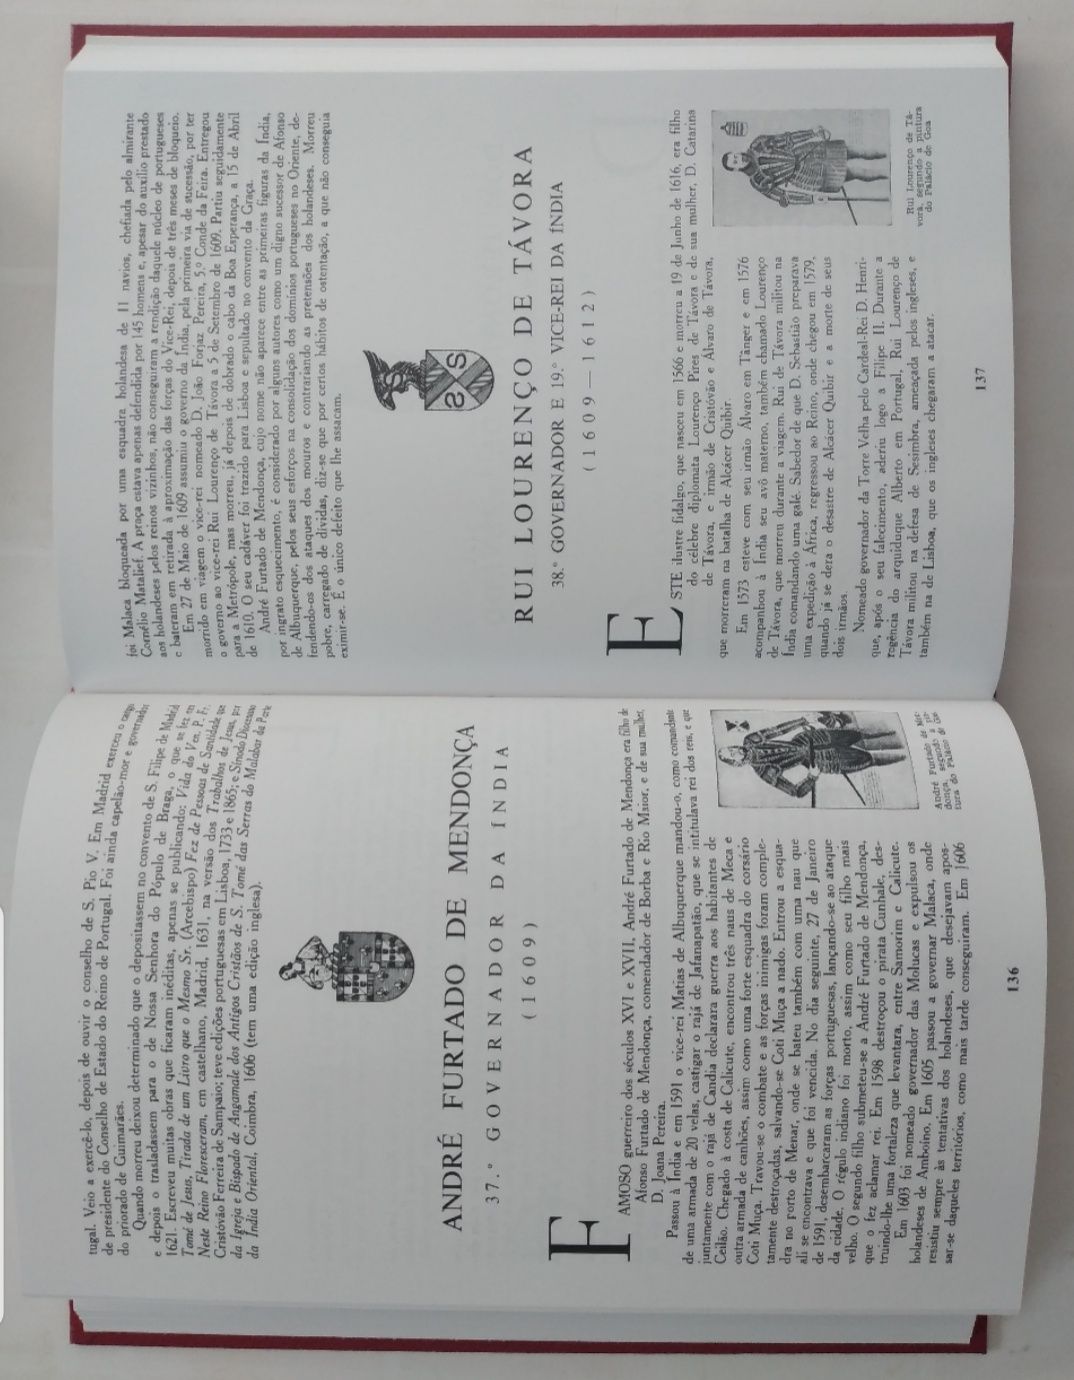 tugal. Veio a exercê-lo, depois de ouvir o conselho de S. Pio V. Em Madrid exerceu o cargo
de presidente do Conselho de Estado do Reino de Portugal. Foi ainda capelão-mor e governador
do priorado de Guimarães.
Quando morreu deixou determinado que o depositassem no convento de S. Filipe de Madrid
e depois o trasladassem para o de Nossa Senhora do Pópulo de Braga, o que se fez em
1621. Escreveu muitas obras que ficaram inéditas, apenas se publicando: Vida do Ven. P. Fr.
Tomé de Jesus, Tirada de um Livro que o Mesmo Sr. (Arcebispo) Fez de Pessoas de Santidade que
Neste Reino Floresceram, em castelhano, Madrid, 1631, na versão dos Trabalhos de Jesus, por
Cristóvão Ferreira de Sampaio; teve edições portuguesas em Lisboa, 1733 e 1865; e Sínodo Diocesano
da Igreja e Bispado de Angamale dos Antigos Cristãos de S. Tomé das Serras do Malabar da Parte
da Índia Oriental, Coimbra, 1606 (tem uma edição inglesa).
ANDRÉ FURTADO DE MENDONÇA
37.º GOVERNADOR DA ÍNDIA
(1609)
FAMOSO guerreiro dos séculos XVI e XVII, André Furtado de Mendonça era filho de
Afonso Furtado de Mendonça, comendador de Borba e Rio Maior, e de sua mulher,
D. Joana Pereira.
Passou à Índia e em 1591 o vice-rei Matias de Albuquerque mandou-o, como comandante
de uma armada de 20 velas, castigar o rajá de Jafanapatão, que se intitulava rei dos reis, e que
juntamente com o rajá de Candia declarara guerra aos habitantes de
Ceilão. Chegado à costa de Calicute, encontrou três naus de Meca e
outra armada de canhões, assim como uma forte esquadra do corsário
Coti Muça. Travou-se o combate e as forças inimigas foram comple-
tamente destroçadas, salvando-se Coti Muça a nado. Entrou a esqua-
dra no porto de Menar, onde se bateu também com uma nau que
ali se encontrava e que foi vencida. No dia seguinte, 27 de Janeiro
de 1591, desembarcaram as forças portuguesas, lançando-se ao ataque
da cidade. O régulo indiano foi morto, assim como seu filho mais
velho. O segundo filho submeteu-se a André Furtado de Mendonça,
que o fez aclamar rei. Em 1598 destroçou o pirata Cunhale, des-
truindo-lhe uma fortaleza que levantara, entre Samorim e Calicute.
Em 1603 foi nomeado governador das Molucas e expulsou os
holandeses de Amboino. Em 1605 passou a governar Malaca, onde
resistiu sempre às tentativas dos holandeses, que desejavam apos-
sar-se daqueles territórios, como mais tarde conseguiram. Em 1606
André Furtado de Men-
donça, segundo a pin-
tura do Palácio de Goa
136
foi Malaca bloqueada por uma esquadra holandesa de 11 navios, chefiada pelo almirante
Cornélio Matalief. A praça estava apenas defendida por 145 homens e, apesar do auxílio prestado
aos holandeses pelos reinos vizinhos, não conseguiram a rendição daquele núcleo de portugueses
e bateram em retirada à aproximação das forças do Vice-Rei, depois de três meses de bloqueio.
Em 27 de Maio de 1609 assumiu o governo da Índia, pela primeira via de sucessão, por ter
morrido em viagem o vice-rei nomeado D. João Forjaz Pereira, 5.º Conde da Feira. Entregou
o governo ao vice-rei Rui Lourenço de Távora a 5 de Setembro de 1609. Partiu seguidamente
para a Metrópole, mas morreu, já depois de dobrado o cabo da Boa Esperança, a 15 de Abril
de 1610. O seu cadáver foi trazido para Lisboa e sepultado no convento da Graça.
André Furtado de Mendonça, cujo nome não aparece entre as primeiras figuras da Índia,
por ingrato esquecimento, é considerado por alguns autores como um digno sucessor de Afonso
de Albuquerque, pelos seus esforços na consolidação dos domínios portugueses no Oriente, de-
fendendo-os dos ataques dos mouros e contrariando as pretensões dos holandeses. Morreu
pobre, carregado de dívidas, diz-se que por certos hábitos de ostentação, a que não conseguia
eximir-se. É o único defeito que lhe assacam.
S S
S S
RUI LOURENÇO DE TÁVORA
38.º GOVERNADOR E 19.º VICE-REI DA ÍNDIA
(1609—1612)
ESTE ilustre fidalgo, que nasceu em 1566 e morreu a 19 de Junho de 1616, era filho
do célebre diplomata Lourenço Pires de Távora e de sua mulher, D. Catarina
de Távora, e irmão de Cristóvão e Álvaro de Távora,
que morreram na batalha de Alcácer Quibir.
Em 1573 esteve com seu irmão Álvaro em Tânger e em 1576
acompanhou à Índia seu avô materno, também chamado Lourenço
de Távora, que morreu durante a viagem. Rui de Távora militou na
Índia comandando uma galé. Sabedor de que D. Sebastião preparava
uma expedição à África, regressou ao Reino, onde chegou em 1579,
quando já se dera o desastre de Alcácer Quibir e a morte de seus
dois irmãos.
Nomeado governador da Torre Velha pelo Cardeal-Rei D. Henri-
que, após o seu falecimento, aderiu logo a Filipe II. Durante a
regência do arquiduque Alberto em Portugal, Rui Lourenço de
Távora militou na defesa de Sesimbra, ameaçada pelos ingleses, e
também na de Lisboa, que os ingleses chegaram a atacar.
Rui Lourenço de Tá-
vora, segundo a pintura
do Palácio de Goa
137